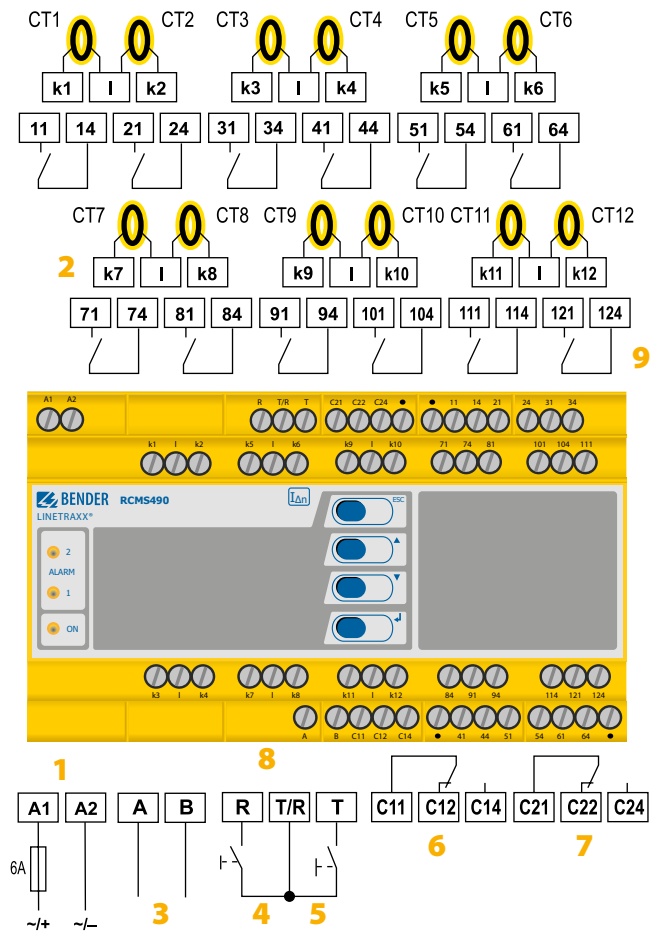 CT1 CT2 CT3 CT4 CT5 CT6
k1 l k2 k3 l k4 k5 l k6
11 14 21 24 31 34 41 44 51 54 61 64
CT7 CT8 CT9 CT10 CT11 CT12
2
k7 l k8 k9 l k10 k11 l k12
71 74 81 84 91 94 101 104 111 114 121 124
9
A1 A2 R T/R T C21 C22 C24 • • 11 14 21 24 31 34
k1 l k2 k5 l k6 k9 l k10 71 74 81 101 104 111
BENDER RCMS490 IΔn ESC
LINETRAXX®
2
ALARM
1
ON
k3 l k4 k7 l k8 k11 l k12 84 91 94 114 121 124
A B C11 C12 C14 • 41 44 51 54 61 64 •
1 8
A1 A2 A B R T/R T C11 C12 C14 C21 C22 C24
6 7
6A
3 4 5
~/+ ~/–